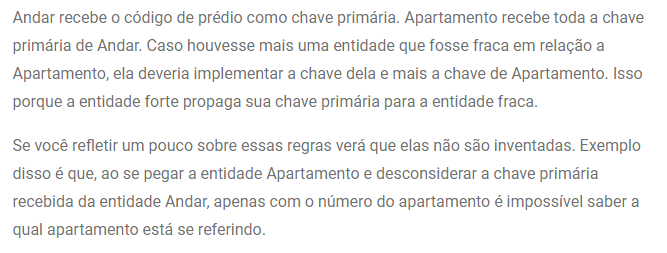 Andar recebe o código de prédio como chave primária. Apartamento recebe toda a chave
primária de Andar. Caso houvesse mais uma entidade que fosse fraca em relação a
Apartamento, ela deveria implementar a chave dela e mais a chave de Apartamento. Isso
porque a entidade forte propaga sua chave primária para a entidade fraca.
Se você refletir um pouco sobre essas regras verá que elas não são inventadas. Exemplo
disso é que, ao se pegar a entidade Apartamento e desconsiderar a chave primária
recebida da entidade Andar, apenas com o número do apartamento é impossível saber a
qual apartamento está se referindo.